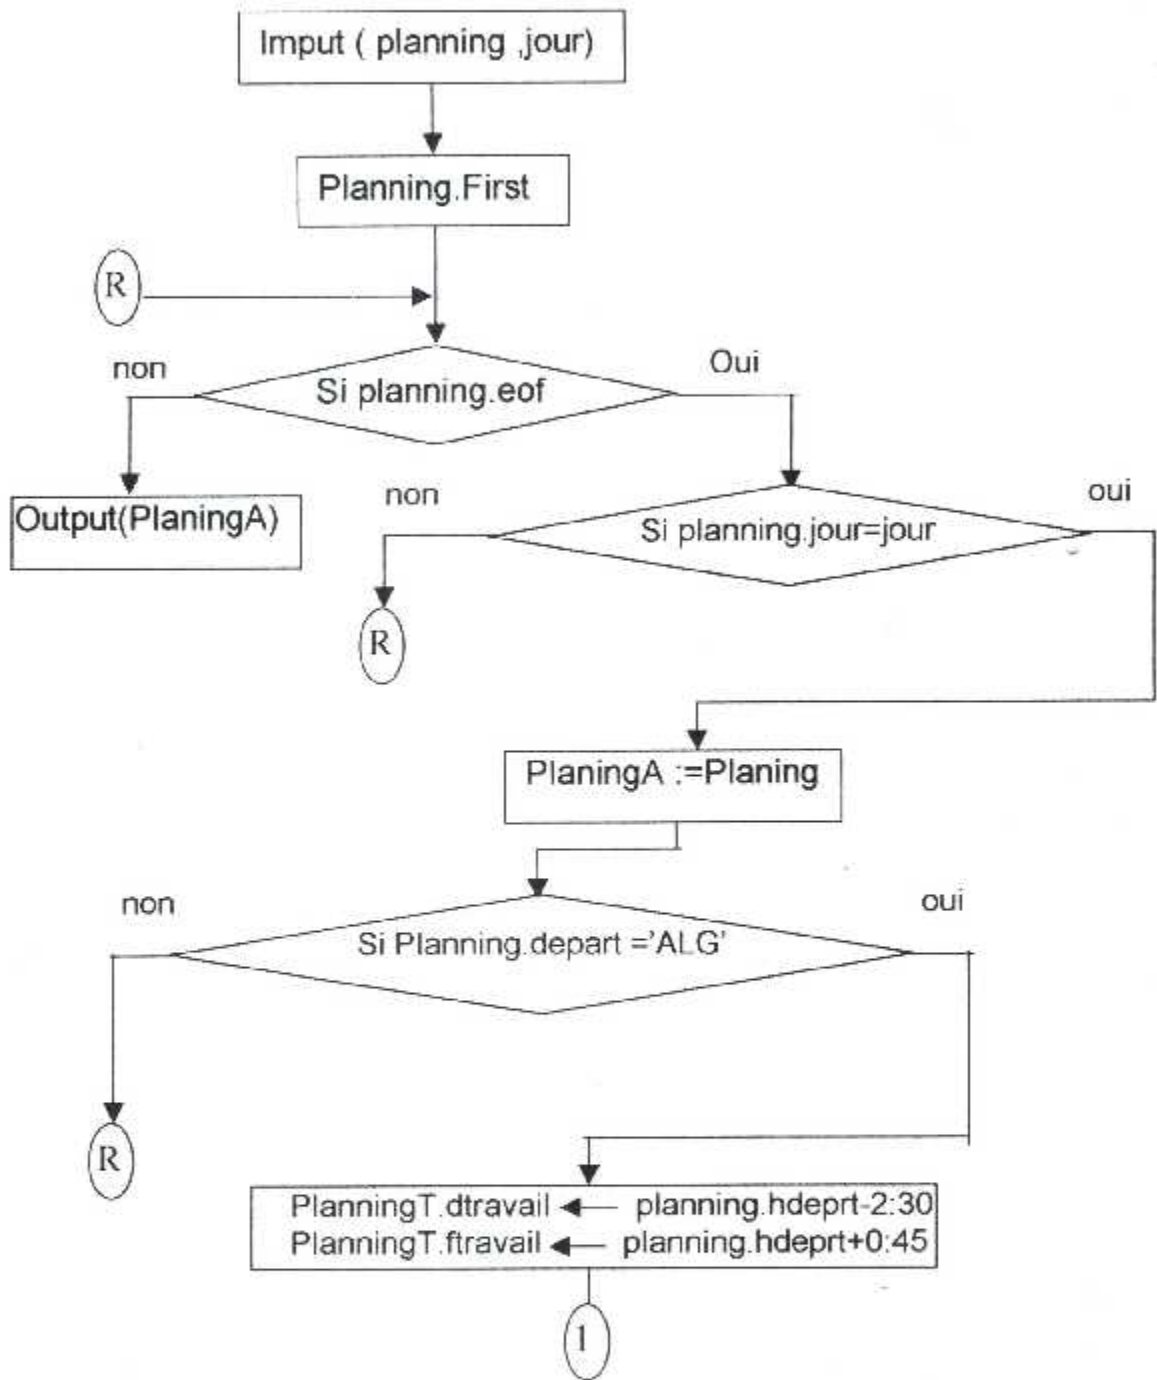 Imput ( planning ,jour)
Planning.First
R
non
Oui
Si planning.eof
Output(PlaningA)
non
oui
Si planning.jour=jour
R
PlaningA :=Planing
non
oui
Si Planning.depart ='ALG'
R
PlanningT.dtravail ← planning.hdeprt-2:30
PlanningT.ftravail ← planning.hdeprt+0:45
1